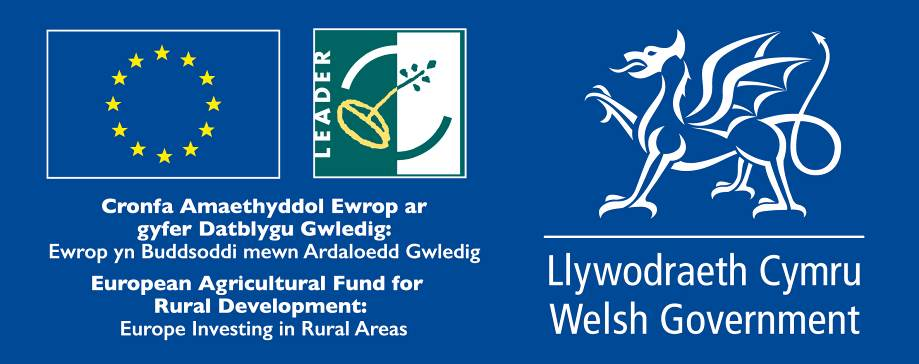 LEADER
Cronfa Amaethyddol Ewrop ar
gyfer Datblygu Gwledig:
Ewrop yn Buddsoddi mewn Ardaloedd Gwledig
European Agricultural Fund for
Rural Development:
Europe Investing in Rural Areas
Llywodraeth Cymru
Welsh Government